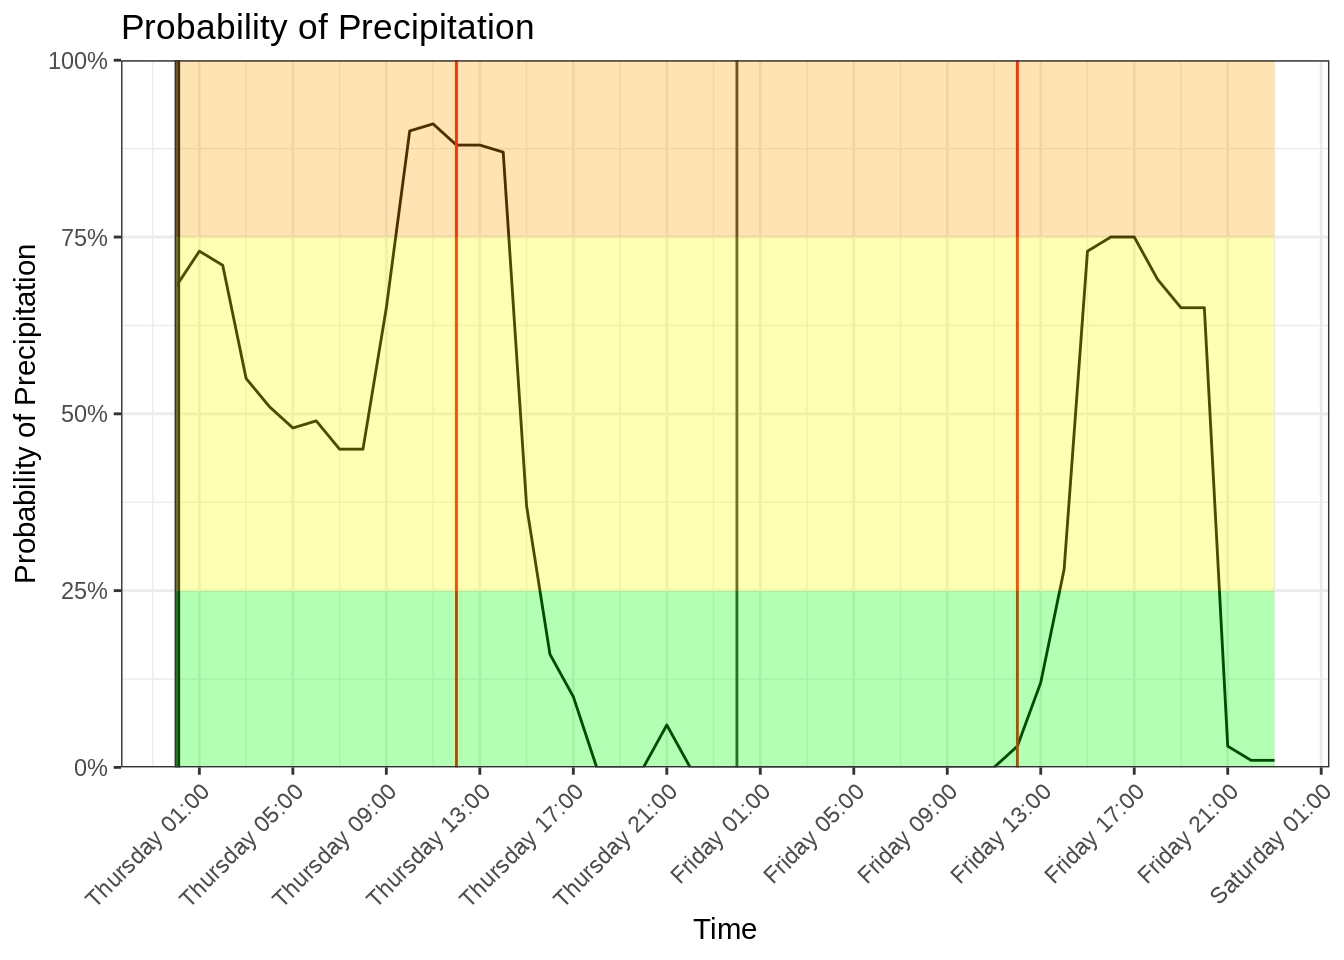 Probability of Precipitation
Probability of Precipitation
100%
75%
50%
25%
0%
Thursday 01:00
Thursday 05:00
Thursday 09:00
Thursday 13:00
Thursday 17:00
Thursday 21:00
Friday 01:00
Friday 05:00
Friday 09:00
Friday 13:00
Friday 17:00
Friday 21:00
Saturday 01:00
Time